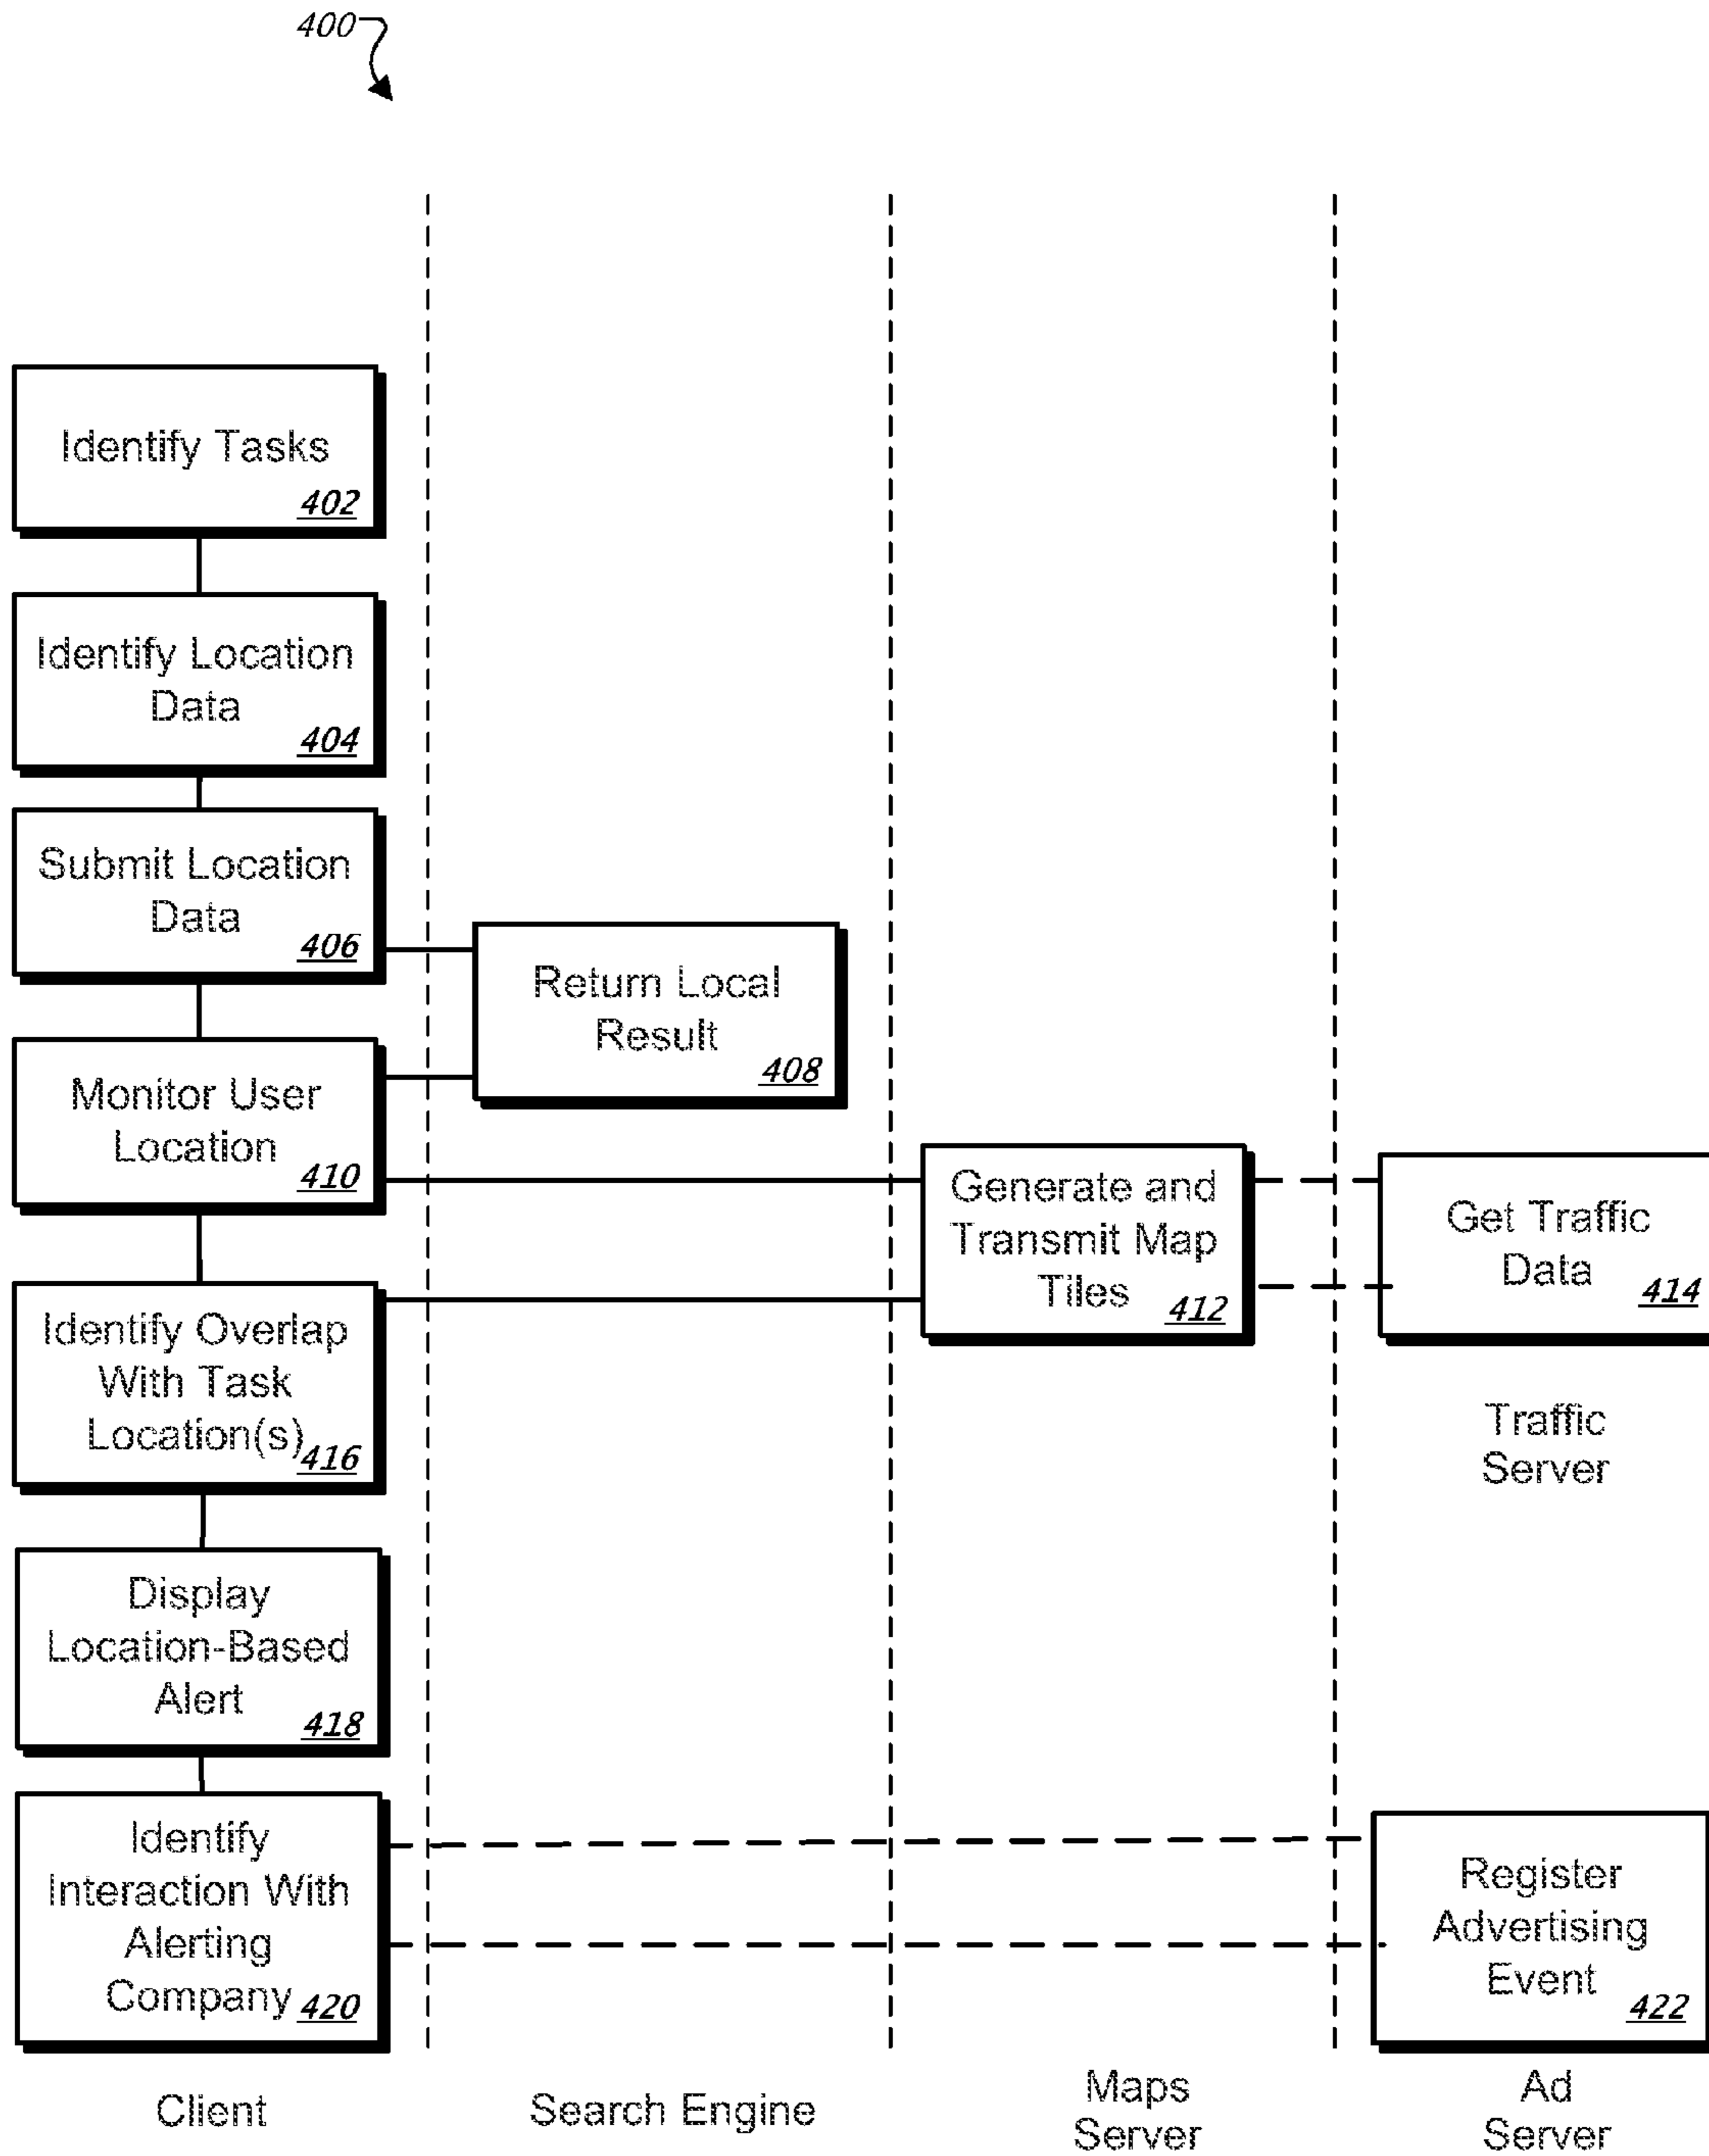 400
Identify Tasks
402
Identify Location
Data
404
Submit Location
Data
406
Return Local
Result
408
Monitor User
Location
410
Generate and
Transmit Map
Tiles
412
Get Traffic
Data
414
Traffic
Server
Identify Overlap
With Task
Location(s)
416
Display
Location-Based
Alert
418
Identify
Interaction With
Alerting
Company
420
Register
Advertising
Event
422
Client
Search Engine
Maps
Server
Ad
Server